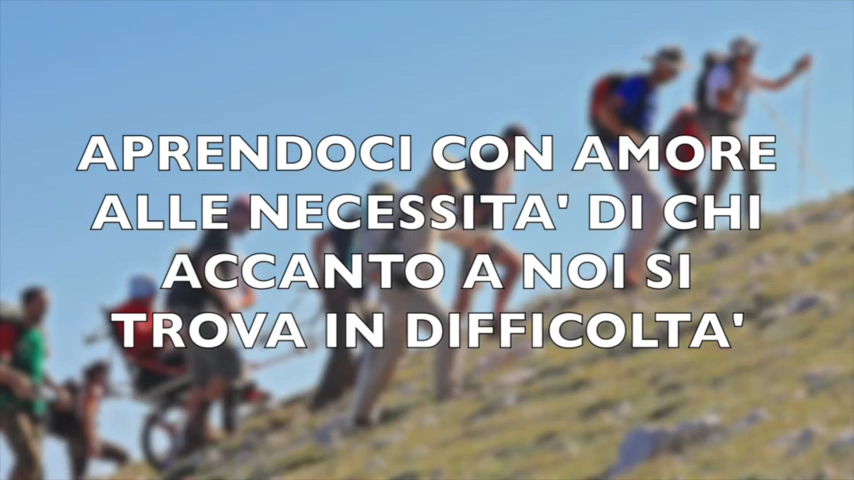 APRENDOCI CON AMORE
ALLE NECESSITA' DI CHI
ACCANTO A NOI SI
TROVA IN DIFFICOLTA'